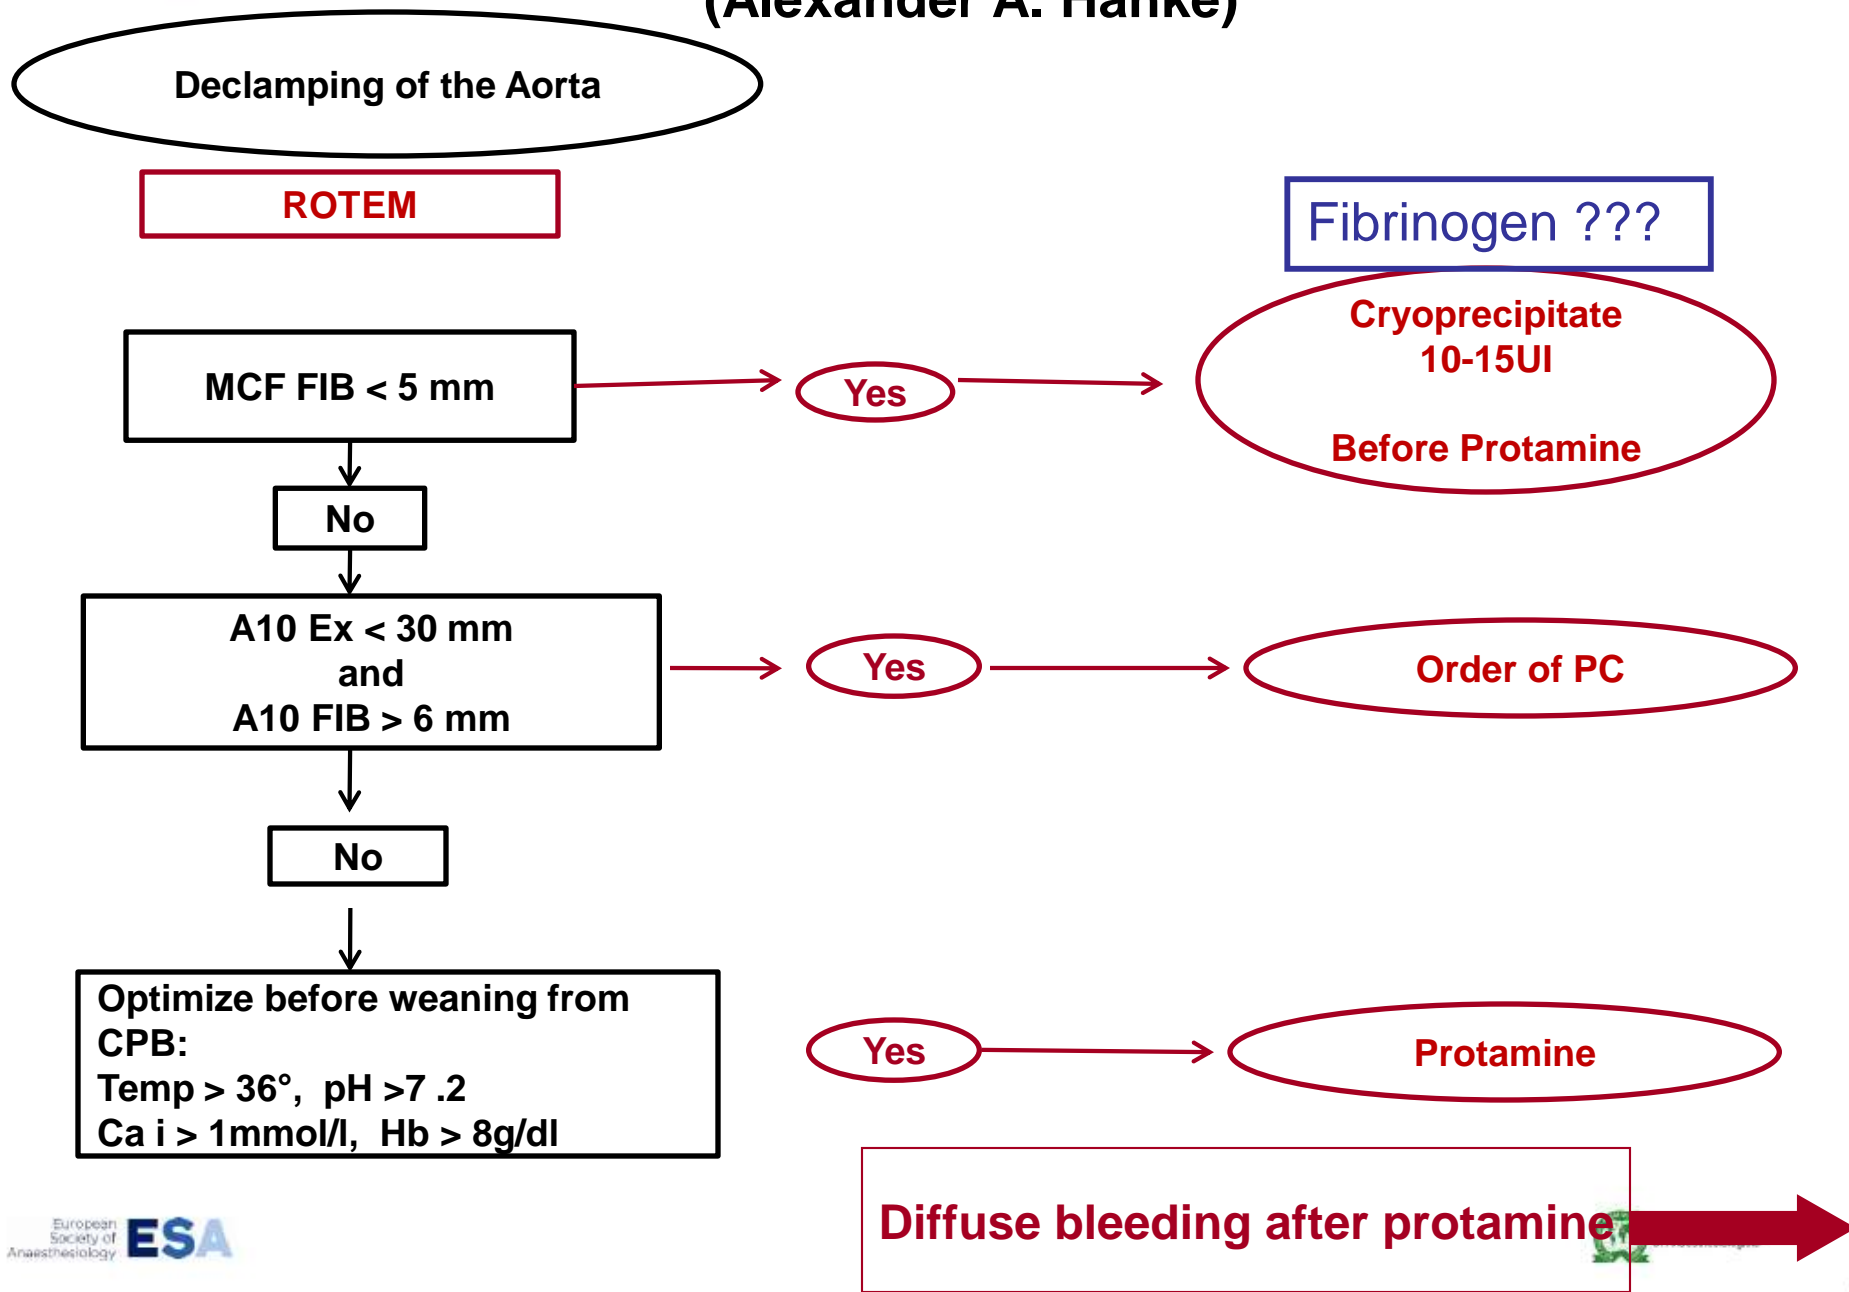 (Alexander A. Hanke)
Declamping of the Aorta
ROTEM
Fibrinogen ???
MCF FIB < 5 mm
Yes
Cryoprecipitate
10-15UI
Before Protamine
No
A10 Ex < 30 mm
and
A10 FIB > 6 mm
Yes
Order of PC
No
Optimize before weaning from
CPB:
Temp > 36°, pH >7 .2
Ca i > 1mmol/l, Hb > 8g/dl
Yes
Protamine
Diffuse bleeding after protamine
European
Society of
Anaesthesiology
ESA